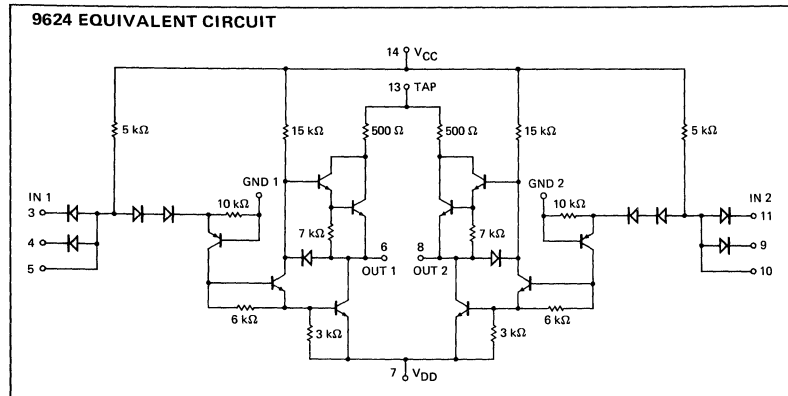 9624 EQUIVALENT CIRCUIT
14 VCC
13 TAP
5 kΩ
15 kΩ
500 Ω
500 Ω
15 kΩ
5 kΩ
IN 1
3
4
5
GND 1
10 kΩ
GND 2
10 kΩ
IN 2
11
9
10
7 kΩ
6
OUT 1
8
OUT 2
7 kΩ
6 kΩ
3 kΩ
3 kΩ
6 kΩ
7 VDD